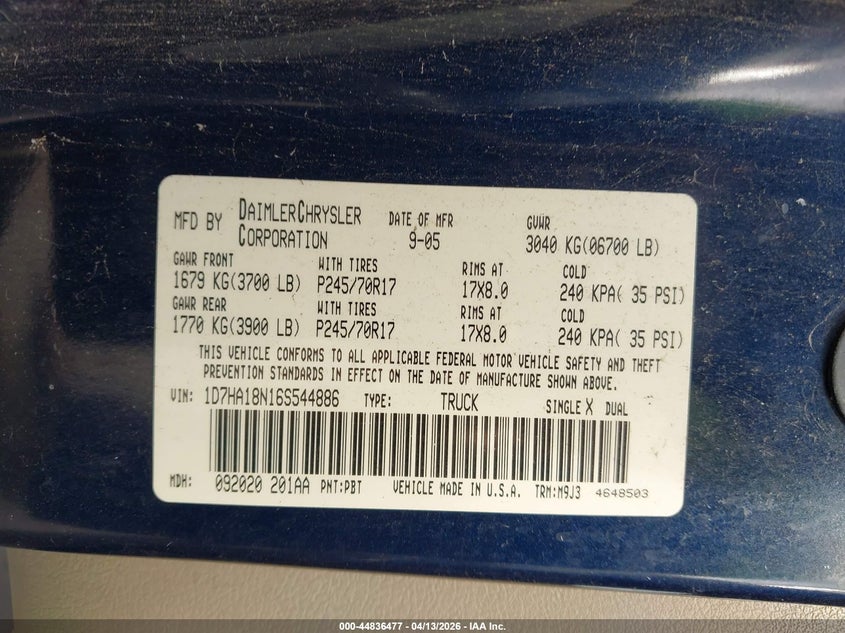 MFD BY DAIMLERCHRYSLER CORPORATION DATE OF MFR 9-05 GVWR 3040 KG(06700 LB)
GAWR FRONT WITH TIRES RIMS AT COLD
1679 KG(3700 LB) P245/70R17 17X8.0 240 KPA( 35 PSI)
GAWR REAR WITH TIRES RIMS AT COLD
1770 KG(3900 LB) P245/70R17 17X8.0 240 KPA( 35 PSI)
THIS VEHICLE CONFORMS TO ALL APPLICABLE FEDERAL MOTOR VEHICLE SAFETY AND THEFT
PREVENTION STANDARDS IN EFFECT ON THE DATE OF MANUFACTURE SHOWN ABOVE.
VIN: 1D7HA18N16S544886 TYPE: TRUCK SINGLE X DUAL
MDH: 092020 201AA PNT:PBT VEHICLE MADE IN U.S.A. TRM:M9J3 4648503
000-44836477 - 04/13/2026 - IAA Inc.